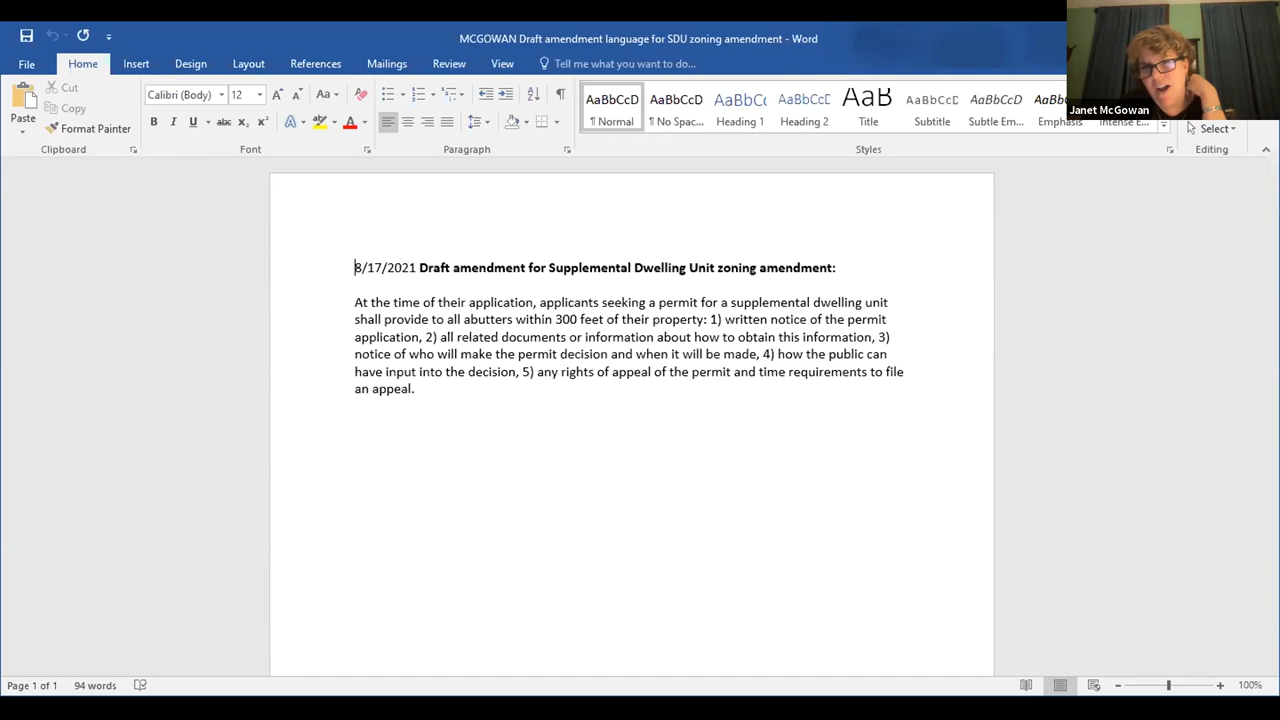 MCGOWAN Draft amendment language for SDU zoning amendment - Word
Janet McGowan
File Home Insert Design Layout References Mailings Review View Tell me what you want to do...
Paste
Cut
Copy
Format Painter
Calibri (Body) 12 Aa
B I U abc x₂ x² A A
AaBbCcD AaBbCcD AaBbCc AaBbCcD AaB AaBbCcD AaBbCcD
¶ Normal ¶ No Spac... Heading 1 Heading 2 Title Subtitle Subtle Em... Emphasis Intense E...
Select
Clipboard Font Paragraph Styles Editing
8/17/2021 Draft amendment for Supplemental Dwelling Unit zoning amendment:
At the time of their application, applicants seeking a permit for a supplemental dwelling unit
shall provide to all abutters within 300 feet of their property: 1) written notice of the permit
application, 2) all related documents or information about how to obtain this information, 3)
notice of who will make the permit decision and when it will be made, 4) how the public can
have input into the decision, 5) any rights of appeal of the permit and time requirements to file
an appeal.
Page 1 of 1 94 words 100%